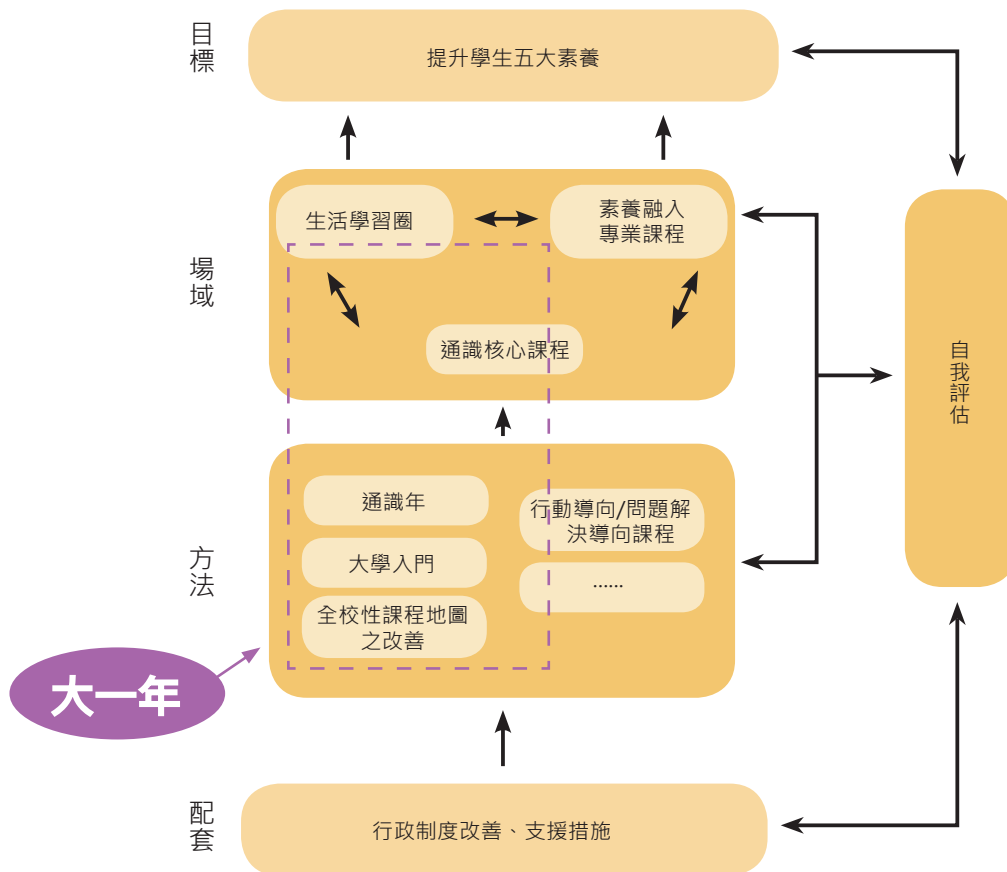 目標
提升學生五大素養
場域
生活學習圈
素養融入
專業課程
通識核心課程
自我評估
方法
通識年
行動導向/問題解
決導向課程
大學入門
......
全校性課程地圖
之改善
大一年
配套
行政制度改善、支援措施